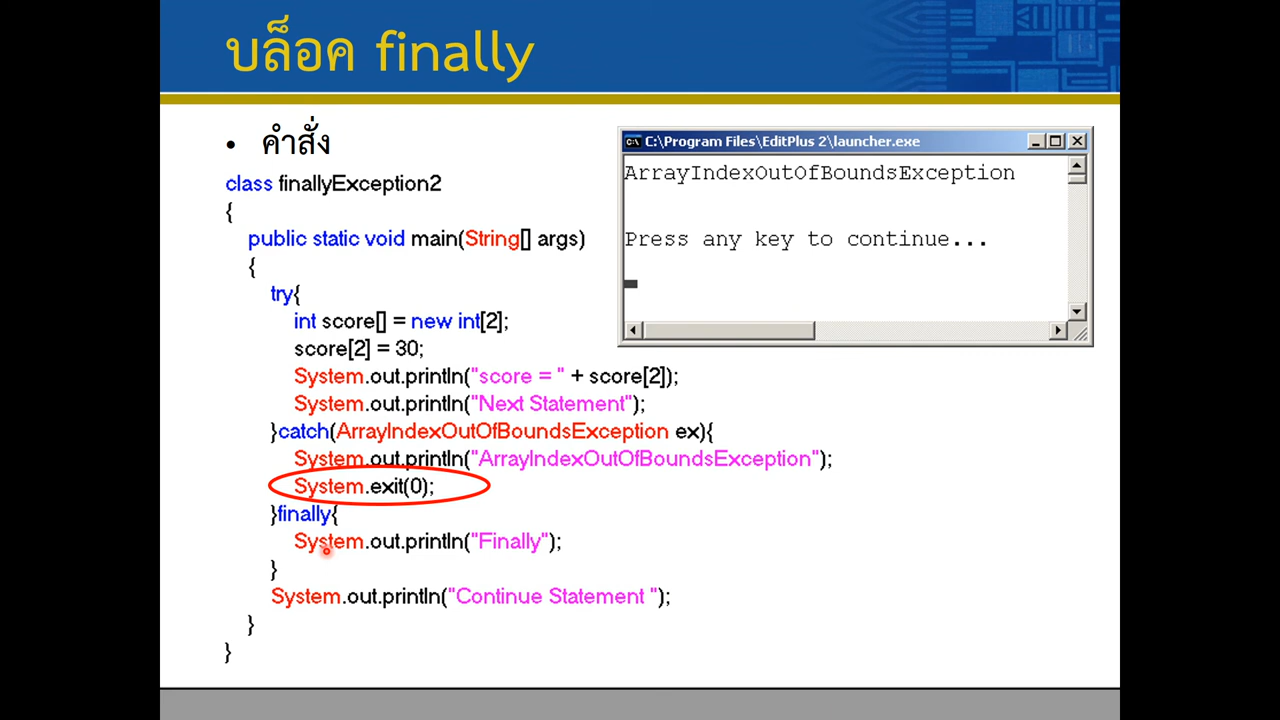 บล็อค finally
• คำสั่ง
class finallyException2
{
public static void main(String[] args)
{
try{
int score[] = new int[2];
score[2] = 30;
System.out.println("score = " + score[2]);
System.out.println("Next Statement");
}catch(ArrayIndexOutOfBoundsException ex){
System.out.println("ArrayIndexOutOfBoundsException");
System.exit(0);
}finally{
System.out.println("Finally");
}
System.out.println("Continue Statement ");
}
}
C:\Program Files\EditPlus 2\launcher.exe
ArrayIndexOutOfBoundsException
Press any key to continue...